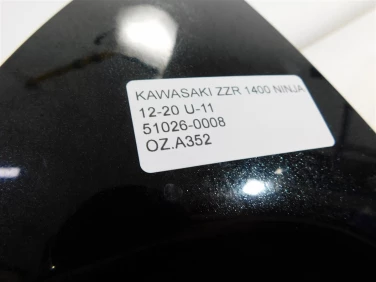 KAWASAKI ZZR 1400 NINJA
12-20 U-11
51026-0008
OZ.A352